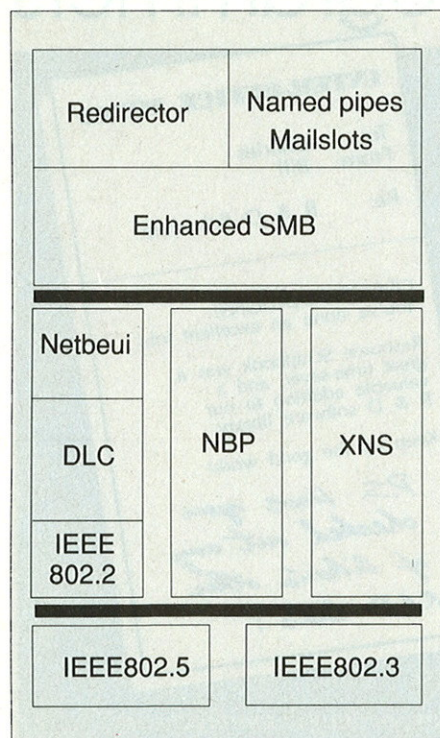 Redirector
Named pipes
Mailslots
Enhanced SMB
Netbeui
DLC
IEEE
802.2
NBP
XNS
IEEE802.5
IEEE802.3